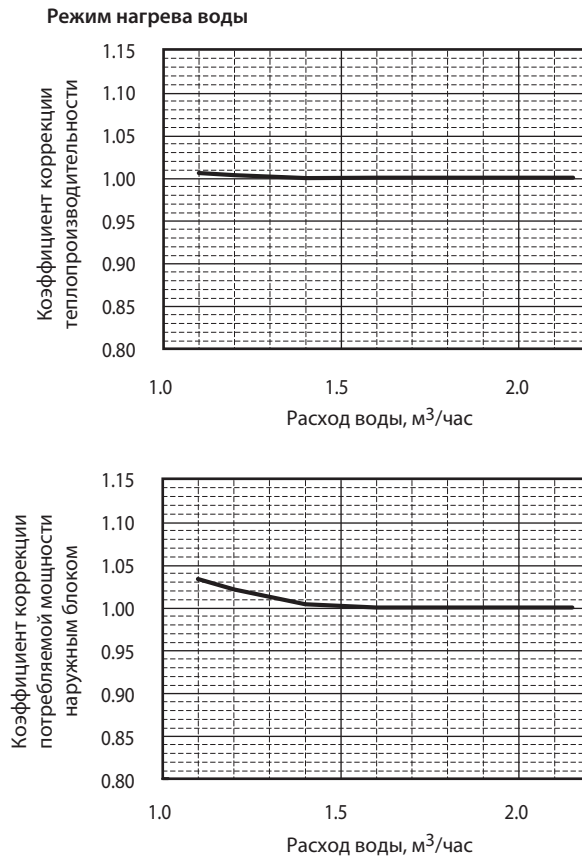 Режим нагрева воды
Коэффициент коррекции
теплопроизводительности
1.15
1.10
1.05
1.00
0.95
0.90
0.85
0.80
1.0
1.5
2.0
Расход воды, м3/час
Коэффициент коррекции
потребляемой мощности
наружным блоком
1.15
1.10
1.05
1.00
0.95
0.90
0.85
0.80
1.0
1.5
2.0
Расход воды, м3/час